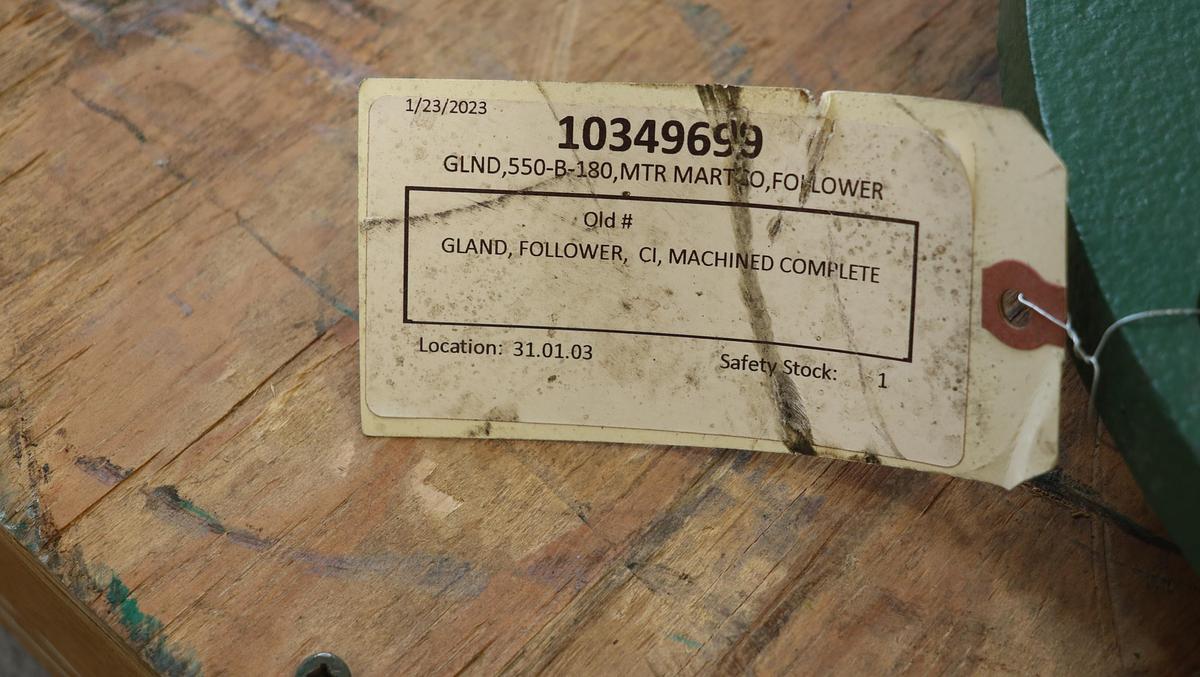 1/23/2023
10349699
GLND,550-B-180,MTR MARTCO,FOLLOWER
Old #
GLAND, FOLLOWER, CI, MACHINED COMPLETE
Location: 31.01.03
Safety Stock: 1